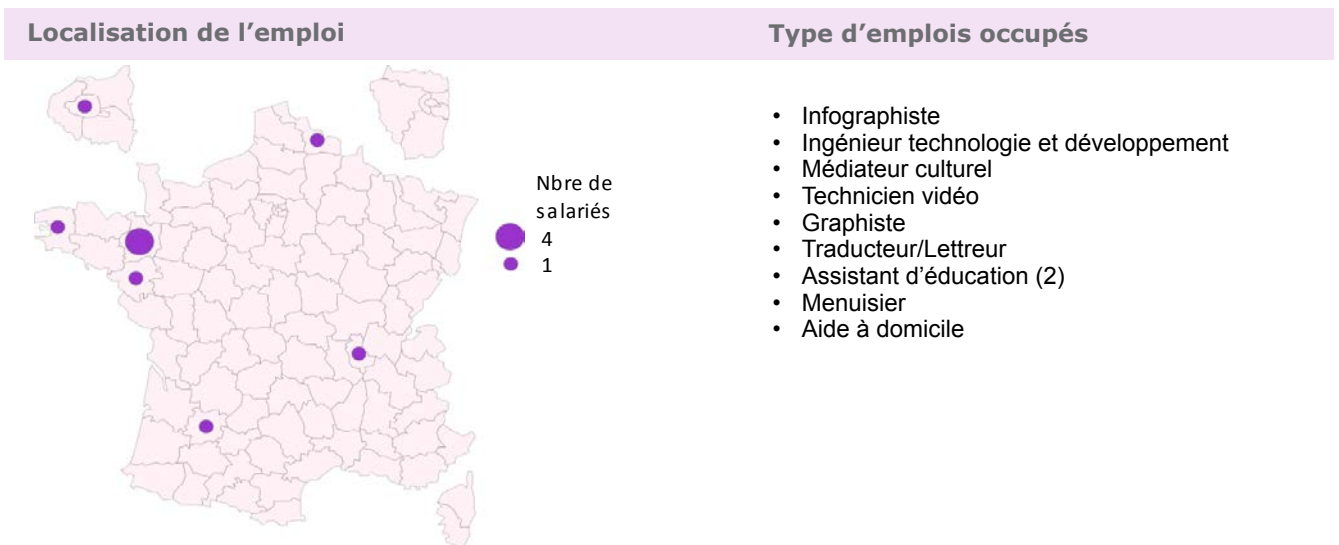 Localisation de l’emploi
Type d’emplois occupés
Nbre de
salariés
4
1
• Infographiste
• Ingénieur technologie et développement
• Médiateur culturel
• Technicien vidéo
• Graphiste
• Traducteur/Lettreur
• Assistant d’éducation (2)
• Menuisier
• Aide à domicile